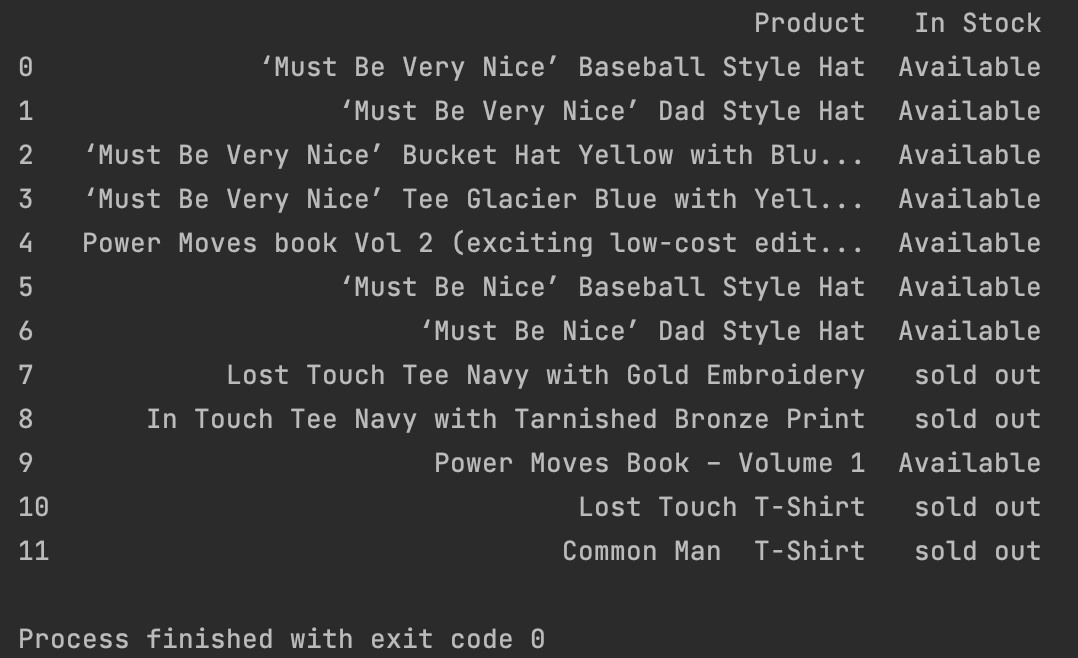 Product In Stock
0 ‘Must Be Very Nice’ Baseball Style Hat Available
1 ‘Must Be Very Nice’ Dad Style Hat Available
2 ‘Must Be Very Nice’ Bucket Hat Yellow with Blu... Available
3 ‘Must Be Very Nice’ Tee Glacier Blue with Yell... Available
4 Power Moves book Vol 2 (exciting low-cost edit... Available
5 ‘Must Be Nice’ Baseball Style Hat Available
6 ‘Must Be Nice’ Dad Style Hat Available
7 Lost Touch Tee Navy with Gold Embroidery sold out
8 In Touch Tee Navy with Tarnished Bronze Print sold out
9 Power Moves Book – Volume 1 Available
10 Lost Touch T-Shirt sold out
11 Common Man  T-Shirt sold out
Process finished with exit code 0